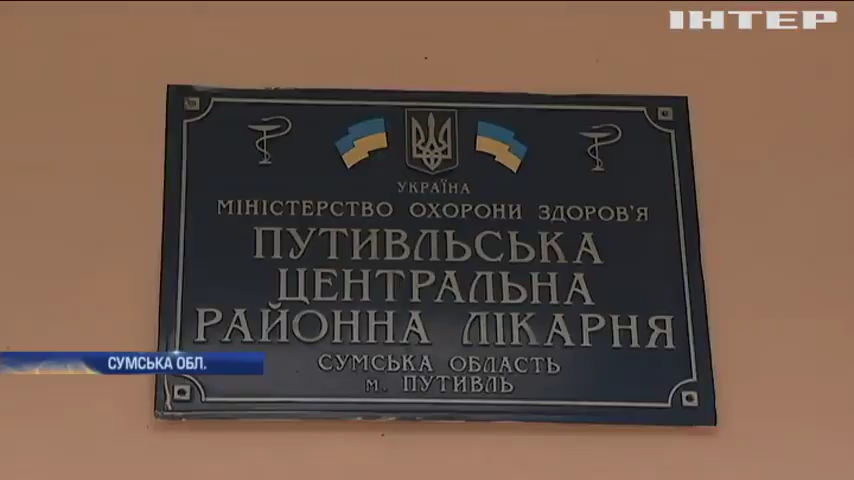 ІНТЕР
УКРАЇНА
МІНІСТЕРСТВО ОХОРОНИ ЗДОРОВ'Я
ПУТИВЛЬСЬКА
ЦЕНТРАЛЬНА
РАЙОННА ЛІКАРНЯ
СУМСЬКА ОБЛАСТЬ
м. ПУТИВЛЬ
СУМСЬКА ОБЛ.